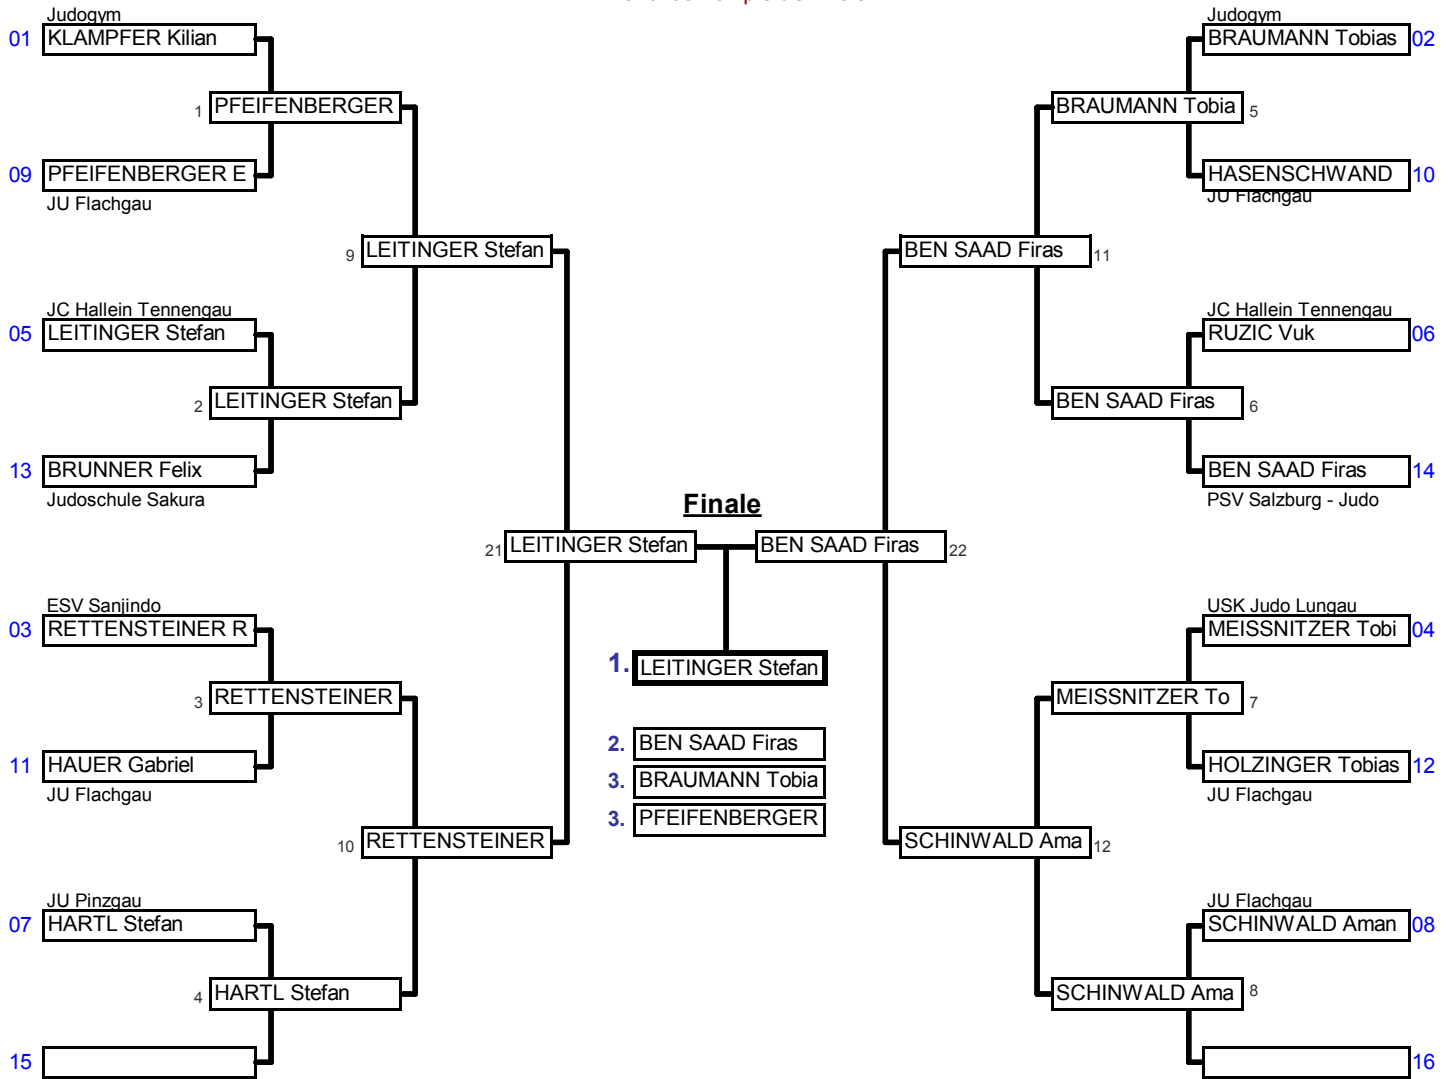 Judogym
01 KLAMPFER Kilian
1 PFEIFENBERGER
09 PFEIFENBERGER E
JU Flachgau
9 LEITINGER Stefan
JC Hallein Tennengau
05 LEITINGER Stefan
2 LEITINGER Stefan
13 BRUNNER Felix
Judoschule Sakura
21 LEITINGER Stefan
ESV Sanjindo
03 RETTENSTEINER R
3 RETTENSTEINER
11 HAUER Gabriel
JU Flachgau
10 RETTENSTEINER
JU Pinzgau
07 HARTL Stefan
4 HARTL Stefan
15
Finale
1. LEITINGER Stefan
2. BEN SAAD Firas
3. BRAUMANN Tobia
3. PFEIFENBERGER
Judogym
BRAUMANN Tobias 02
BRAUMANN Tobia 5
HASENSCHWAND 10
JU Flachgau
BEN SAAD Firas 11
JC Hallein Tennengau
RUZIC Vuk 06
BEN SAAD Firas 6
BEN SAAD Firas 14
PSV Salzburg - Judo
BEN SAAD Firas 22
USK Judo Lungau
MEISSNITZER Tobi 04
MEISSNITZER To 7
HOLZINGER Tobias 12
JU Flachgau
SCHINWALD Ama 12
JU Flachgau
SCHINWALD Aman 08
SCHINWALD Ama 8
16